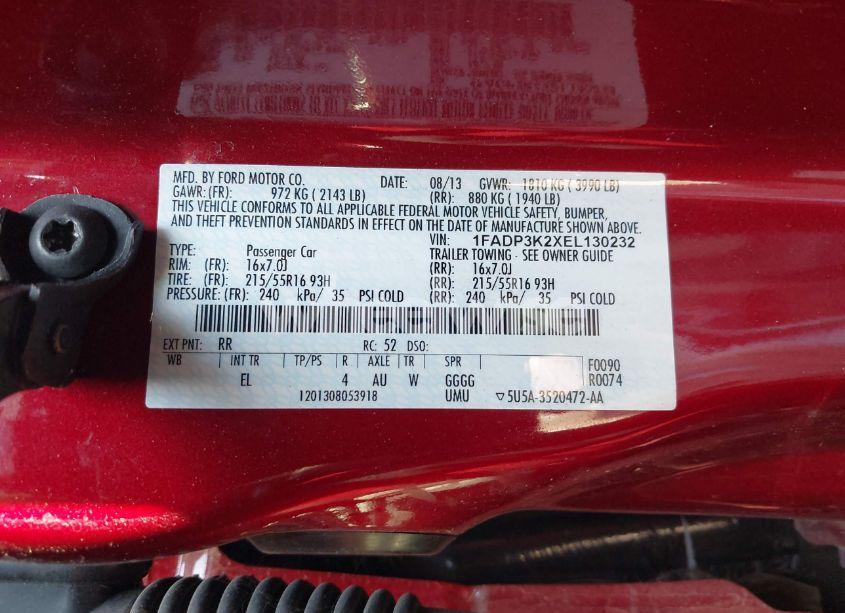 MFD. BY FORD MOTOR CO. DATE: 08/13 GVWR: 1810 KG ( 3990 LB)
GAWR: (FR): 972 KG ( 2143 LB) (RR): 880 KG ( 1940 LB)
THIS VEHICLE CONFORMS TO ALL APPLICABLE FEDERAL MOTOR VEHICLE SAFETY, BUMPER,
AND THEFT PREVENTION STANDARDS IN EFFECT ON THE DATE OF MANUFACTURE SHOWN ABOVE.
VIN: 1FADP3K2XEL130232
TYPE: Passenger Car TRAILER TOWING - SEE OWNER GUIDE
RIM: (FR): 16x7.0J (RR): 16x7.0J
TIRE: (FR): 215/55R16 93H (RR): 215/55R16 93H
PRESSURE: (FR): 240 kPa/ 35 PSI COLD (RR): 240 kPa/ 35 PSI COLD
EXT PNT: RR RC: 52 DSO:
WB INT TR TP/PS R AXLE TR SPR F0090
EL 4 AU W GGGG R0074
1201308053918 UMU ▽5U5A-3520472-AA